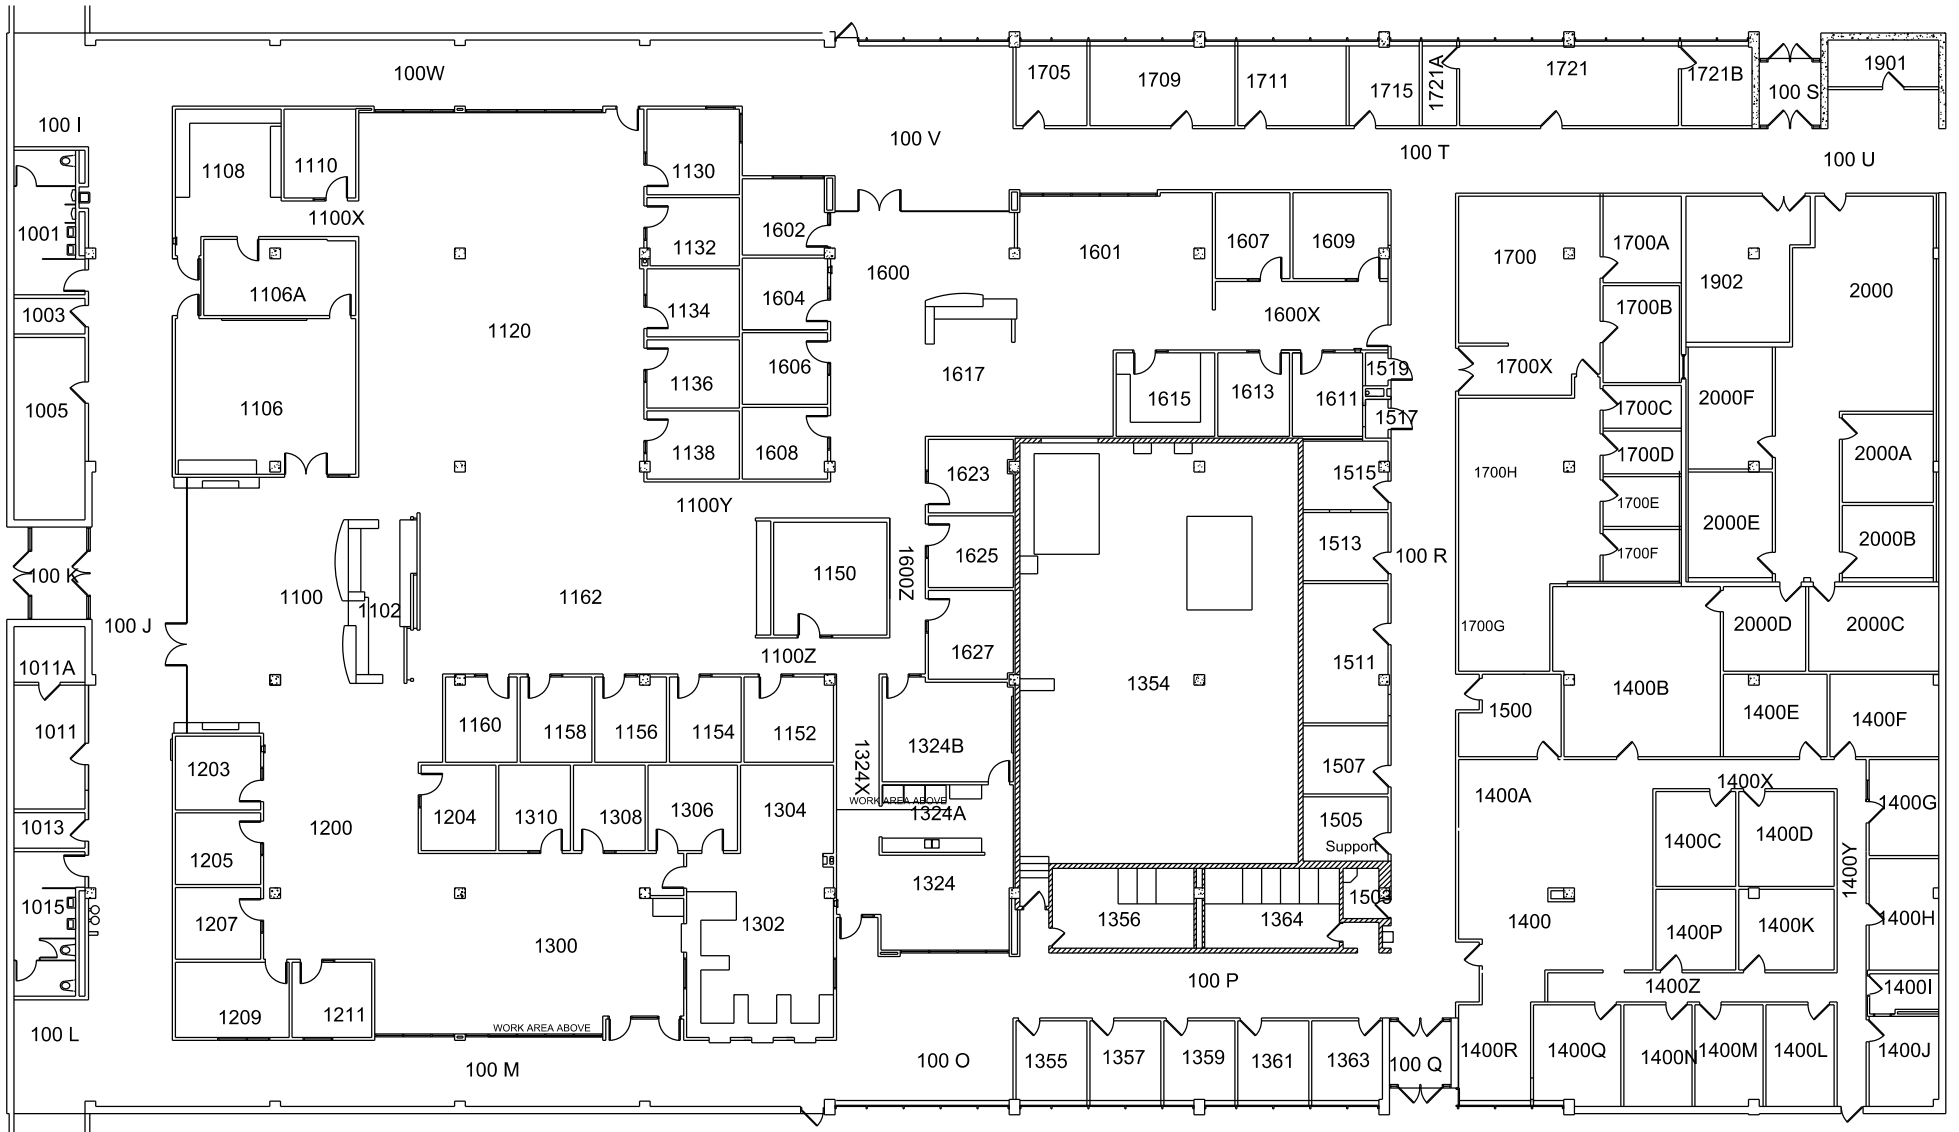 100W
1705
1709
1711
1715
1721A
1721
1721B
100 S
1901
100 I
100 V
100 T
100 U
1108
1110
1130
1100X
1001
1132
1602
1600
1601
1607
1609
1700
1700A
1902
2000
1003
1106A
1120
1134
1604
1600X
1700B
1005
1106
1136
1606
1617
1615
1613
1611
1519
1517
1700X
1700C
2000F
1138
1608
1623
1515
1700H
1700D
2000A
1100Y
1700E
2000E
2000B
100 K
1100
1102
1162
1150
1600Z
1625
1513
100 R
1700F
100 J
1100Z
1627
1511
1700G
2000D
2000C
1011A
1011
1160
1158
1156
1154
1152
1324X
1324B
1354
1500
1400B
1400E
1400F
1203
1507
1400X
1400A
1400G
WORK AREA ABOVE
1324A
1013
1200
1204
1310
1308
1306
1304
1505
Support
1400C
1400D
1205
1400Y
1015
1207
1300
1302
1324
1356
1364
1503
1400
1400P
1400K
1400H
100 P
1400Z
1400I
1209
1211
WORK AREA ABOVE
100 L
100 M
100 O
1355
1357
1359
1361
1363
100 Q
1400R
1400Q
1400N
1400M
1400L
1400J